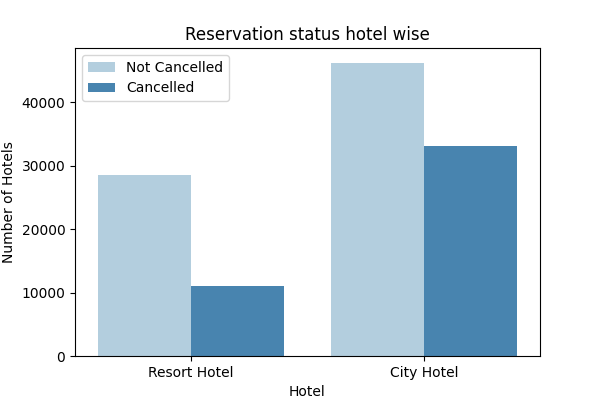 Reservation status hotel wise
Not Cancelled
Cancelled
40000
30000
20000
10000
0
Number of Hotels
Resort Hotel
City Hotel
Hotel